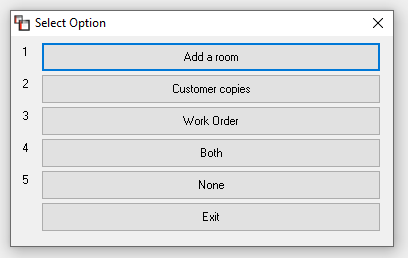 Select Option
1 Add a room
2 Customer copies
3 Work Order
4 Both
5 None
Exit